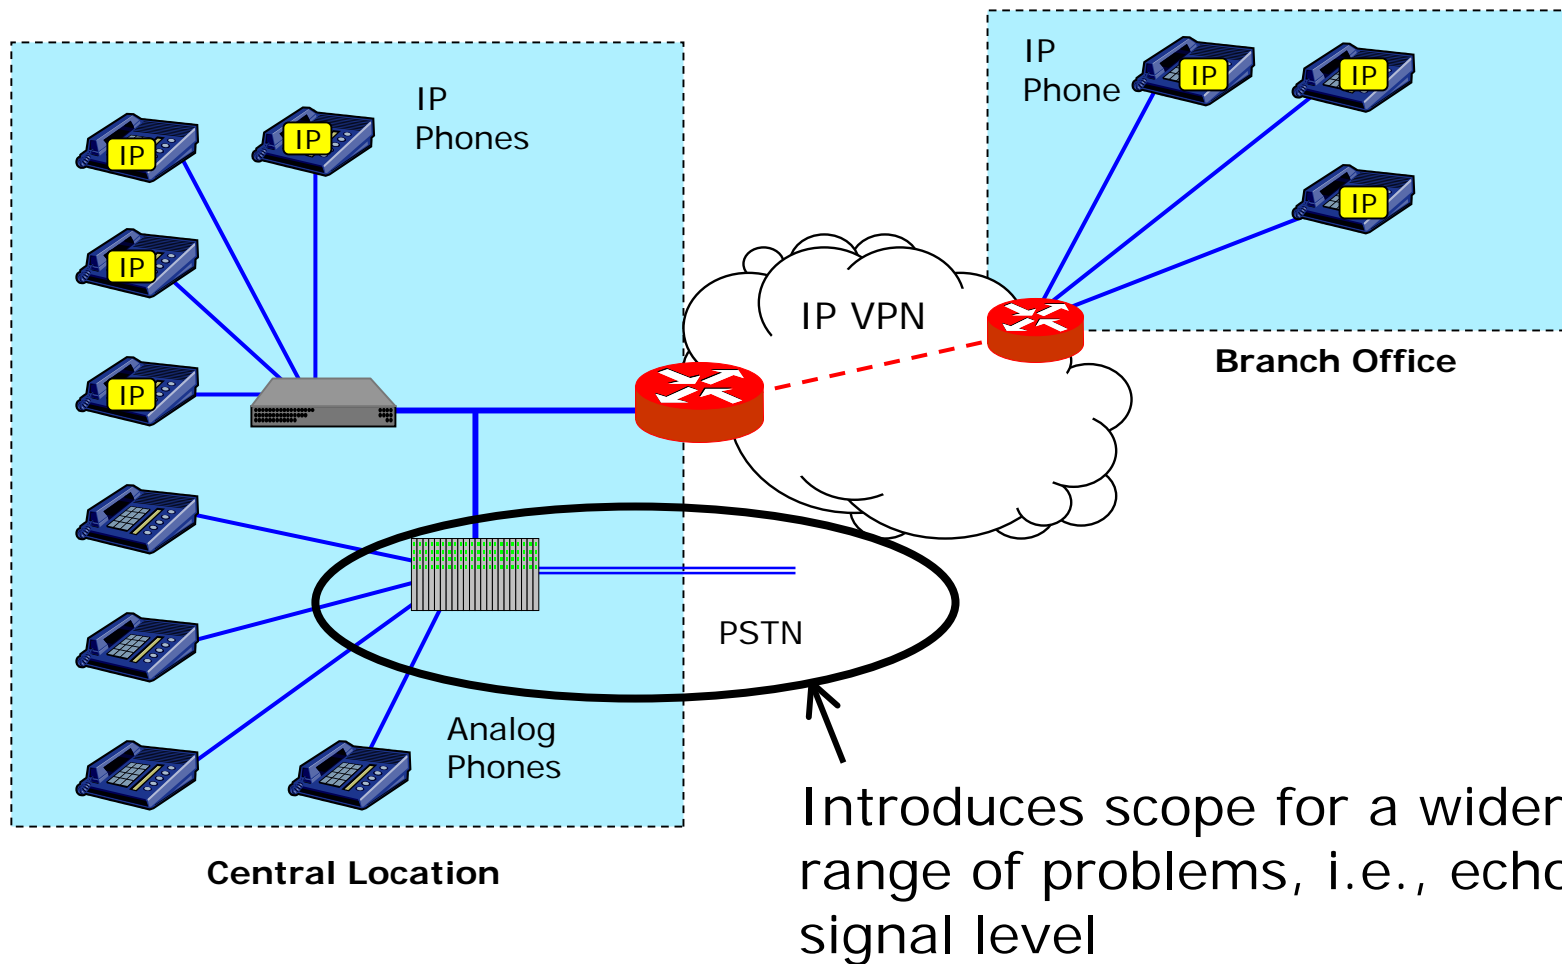 IP
Phones
IP
IP
IP
IP
IP
Phone
IP
IP
IP
IP VPN
Branch Office
PSTN
Analog
Phones
Central Location
Introduces scope for a wider
range of problems, i.e., echo
signal level